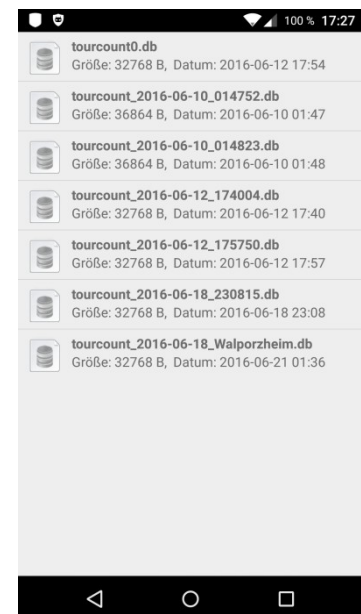 100 % 17:27
tourcount0.db
Größe: 32768 B, Datum: 2016-06-12 17:54
tourcount_2016-06-10_014752.db
Größe: 36864 B, Datum: 2016-06-10 01:47
tourcount_2016-06-10_014823.db
Größe: 36864 B, Datum: 2016-06-10 01:48
tourcount_2016-06-12_174004.db
Größe: 32768 B, Datum: 2016-06-12 17:40
tourcount_2016-06-12_175750.db
Größe: 32768 B, Datum: 2016-06-12 17:57
tourcount_2016-06-18_230815.db
Größe: 32768 B, Datum: 2016-06-18 23:08
tourcount_2016-06-18_Walporzheim.db
Größe: 32768 B, Datum: 2016-06-21 01:36